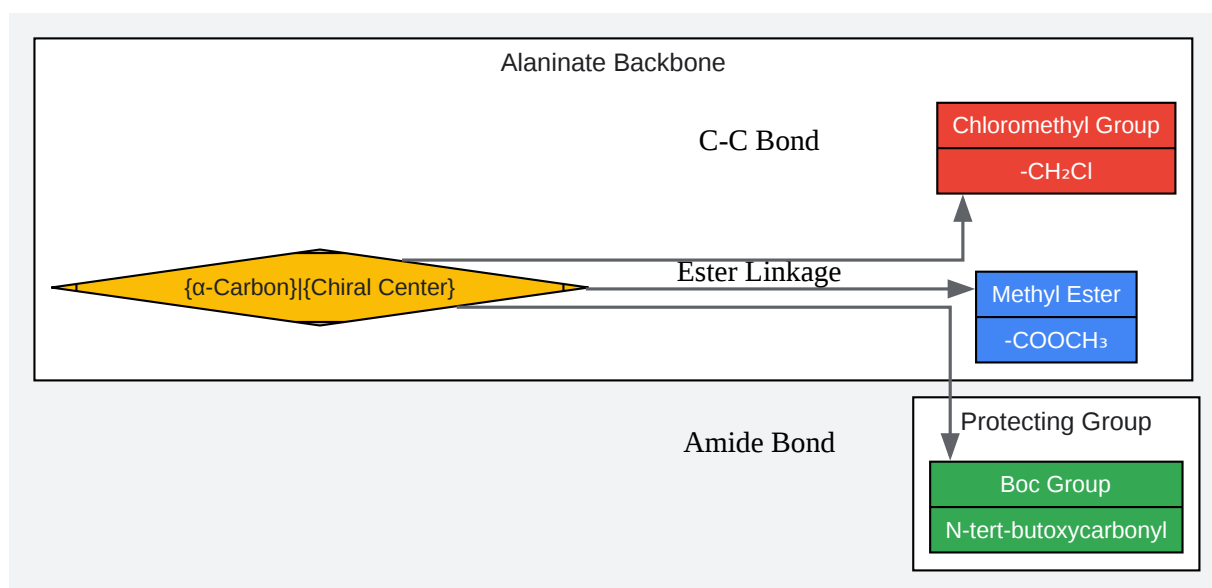 Alaninate Backbone
Chloromethyl Group
-CH₂Cl
C-C Bond
{α-Carbon}|{Chiral Center}
Ester Linkage
Methyl Ester
-COOCH₃
Protecting Group
Amide Bond
Boc Group
N-tert-butoxycarbonyl